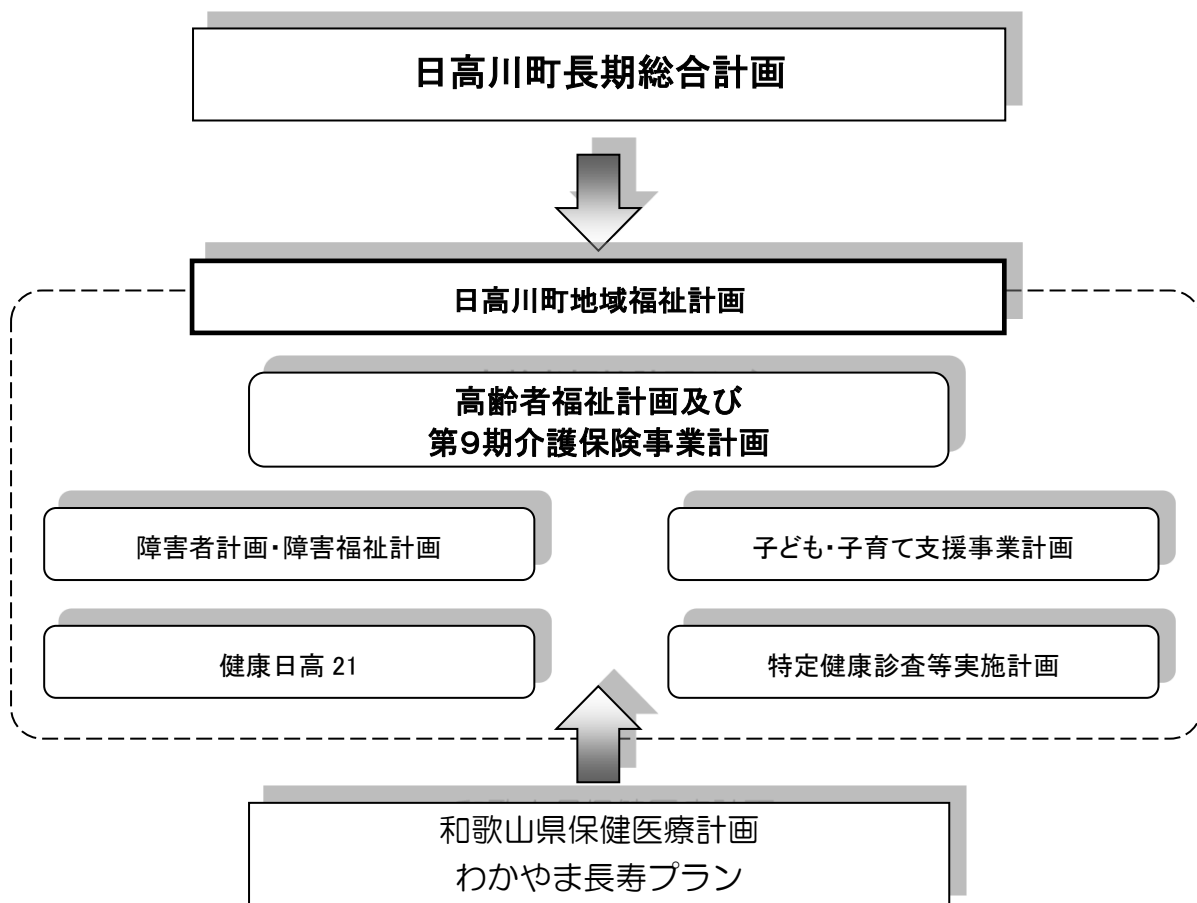 日高川町長期総合計画
日高川町地域福祉計画
高齢者福祉計画及び
第9期介護保険事業計画
障害者計画・障害福祉計画
子ども・子育て支援事業計画
健康日高 21
特定健康診査等実施計画
和歌山県保健医療計画
わかやま長寿プラン